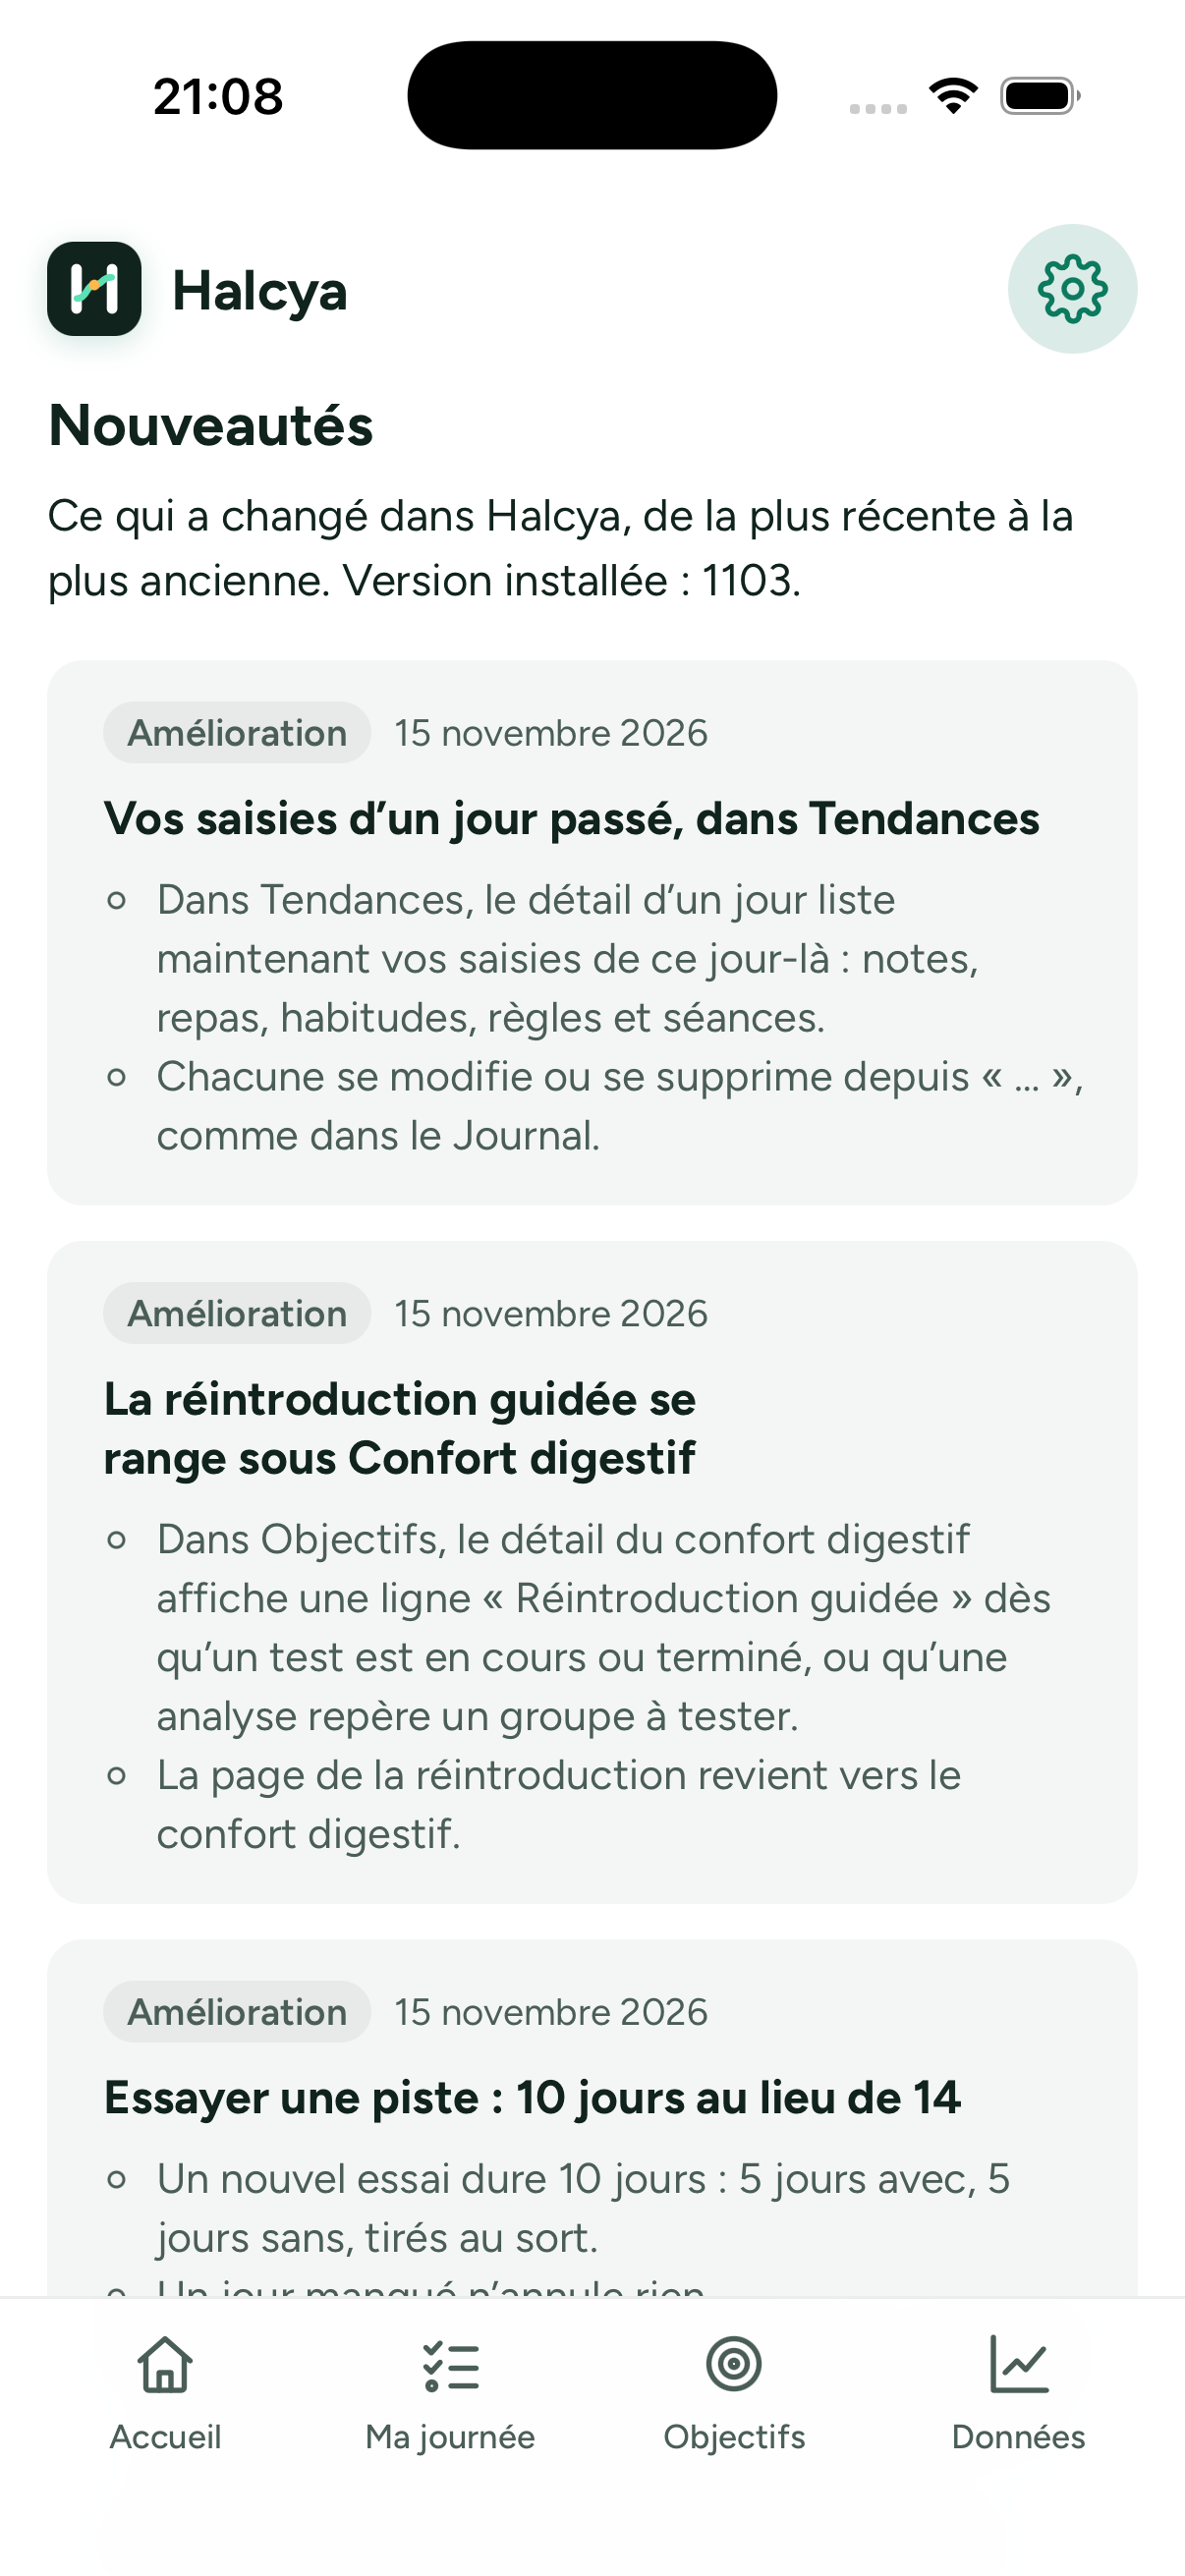 21:08
Halcya
Nouveautés
Ce qui a changé dans Halcya, de la plus récente à la
plus ancienne. Version installée : 1103.
Amélioration 15 novembre 2026
Vos saisies d’un jour passé, dans Tendances
Dans Tendances, le détail d’un jour liste
maintenant vos saisies de ce jour-là : notes,
repas, habitudes, règles et séances.
Chacune se modifie ou se supprime depuis « … »,
comme dans le Journal.
Amélioration 15 novembre 2026
La réintroduction guidée se
range sous Confort digestif
Dans Objectifs, le détail du confort digestif
affiche une ligne « Réintroduction guidée » dès
qu’un test est en cours ou terminé, ou qu’une
analyse repère un groupe à tester.
La page de la réintroduction revient vers le
confort digestif.
Amélioration 15 novembre 2026
Essayer une piste : 10 jours au lieu de 14
Un nouvel essai dure 10 jours : 5 jours avec, 5
jours sans, tirés au sort.
Un jour manqué n’annule rien
Accueil Ma journée Objectifs Données